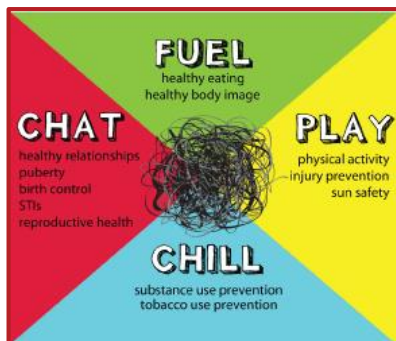 FUEL
healthy eating
healthy body image
CHAT
healthy relationships
puberty
birth control
STIs
reproductive health
PLAY
physical activity
injury prevention
sun safety
CHILL
substance use prevention
tobacco use prevention